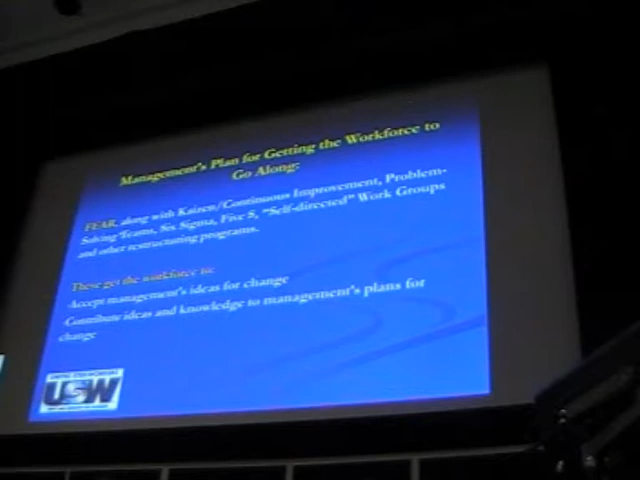 Management's Plan for Getting the Workforce to
Go Along:
FEAR, along with Kaizen/Continuous Improvement, Problem-
Solving Teams, Six Sigma, Five S, "Self-directed" Work Groups
and other restructuring programs.
These get the workforce to:
·Accept management's ideas for change
·Contribute ideas and knowledge to management's plans for
change
USW